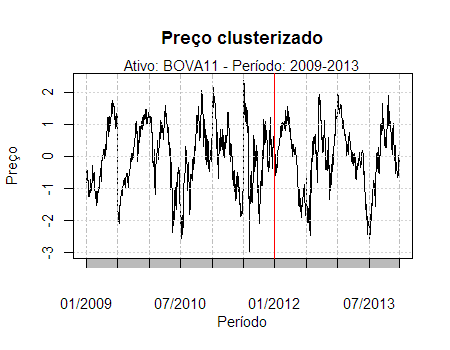 Preço clusterizado
Ativo: BOVA11 - Período: 2009-2013
Preço
2
1
0
-1
-2
-3
01/2009 07/2010 01/2012 07/2013
Período